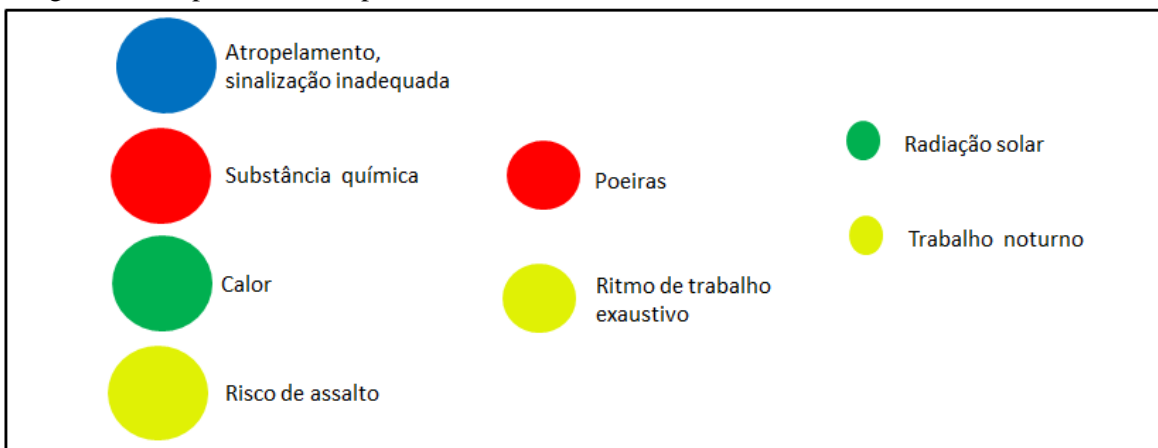 Atropelamento,
sinalização inadequada
Substância química
Calor
Risco de assalto
Poeiras
Ritmo de trabalho
exaustivo
Radiação solar
Trabalho noturno